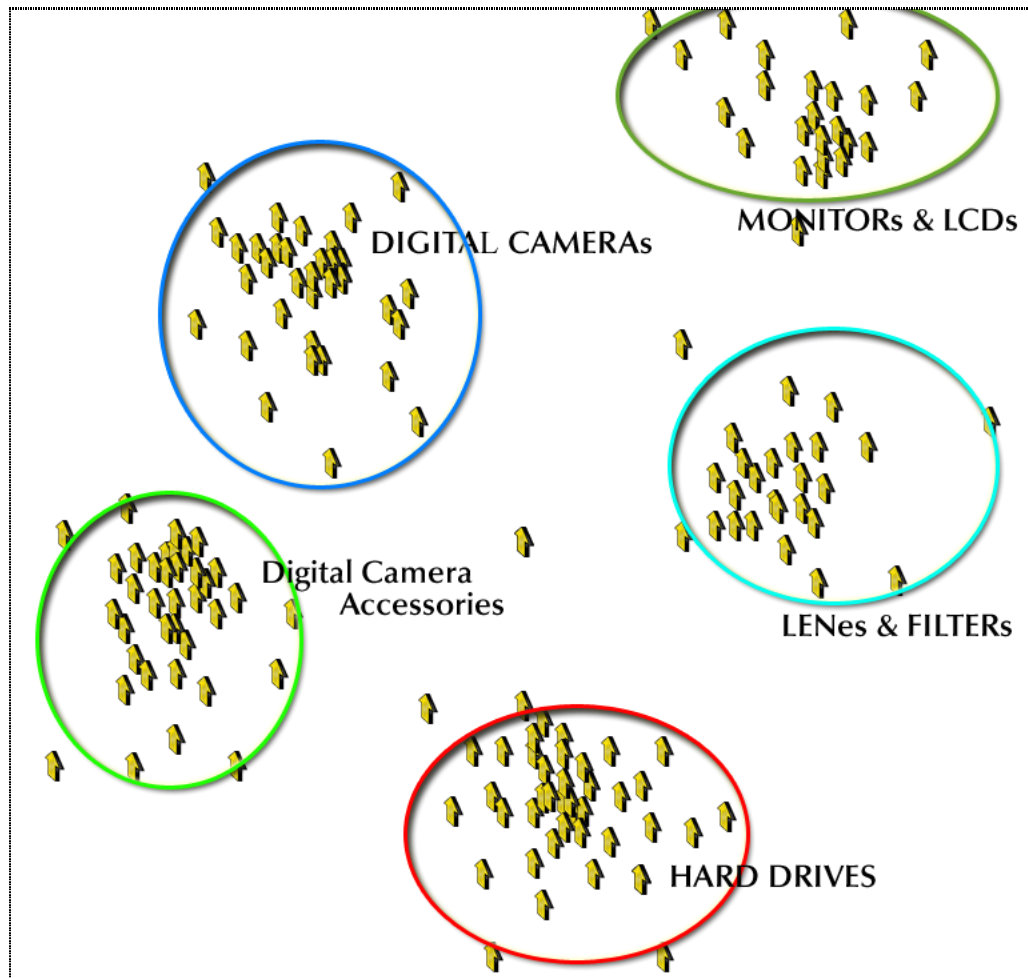 MONITORs & LCDs
DIGITAL CAMERAs
Digital Camera
Accessories
LENes & FILTERs
HARD DRIVES